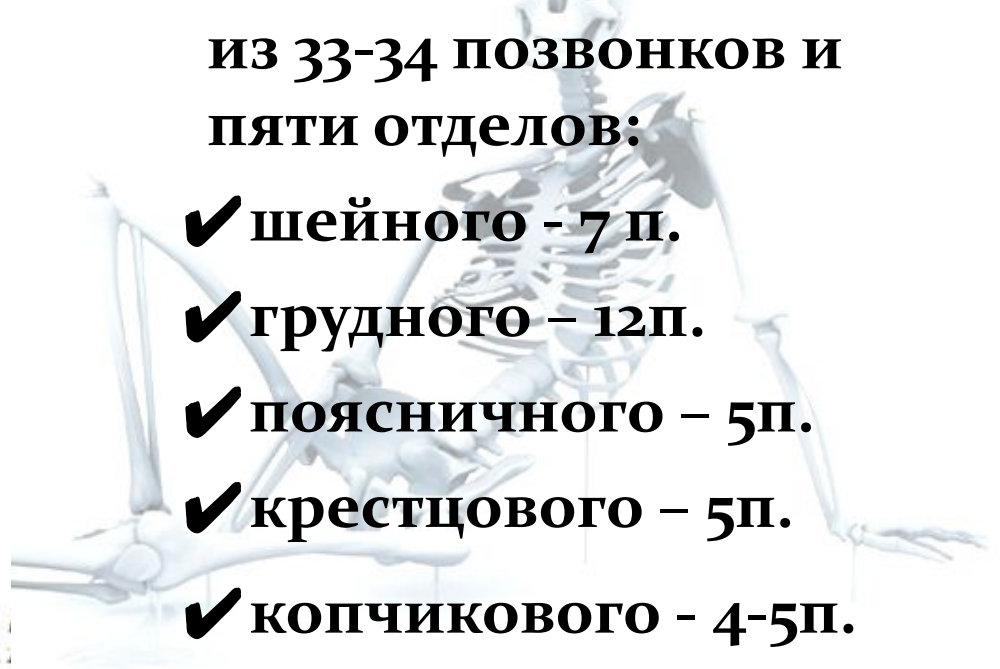 из 33-34 позвонков и
пяти отделов:
✔шейного - 7 п.
✔грудного – 12п.
✔поясничного – 5п.
✔крестцового – 5п.
✔копчикового - 4-5п.